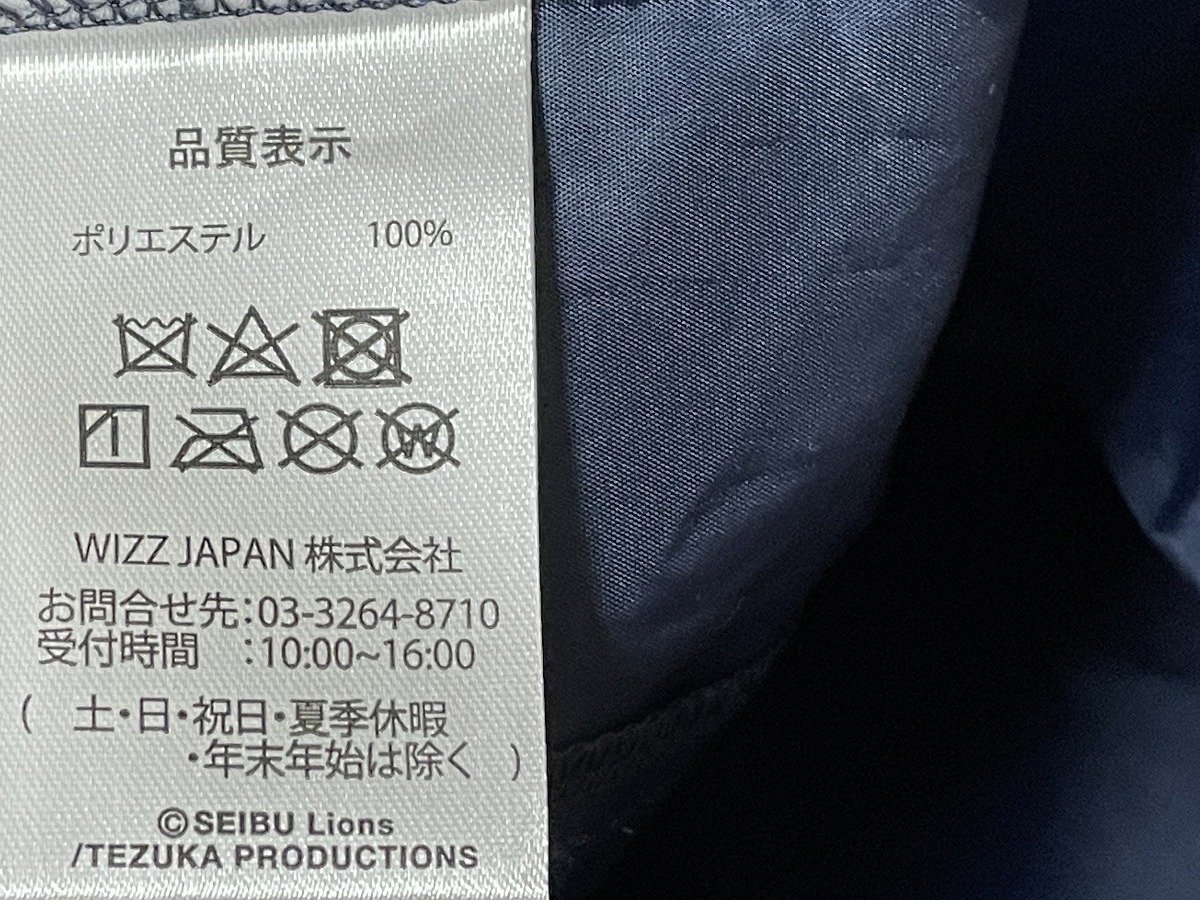 品質表示
ポリエステル 100%
W
WIZZ JAPAN 株式会社
お問合せ先:03-3264-8710
受付時間 :10:00~16:00
( 土・日・祝日・夏季休暇
・年末年始は除く )
©SEIBU Lions
/TEZUKA PRODUCTIONS